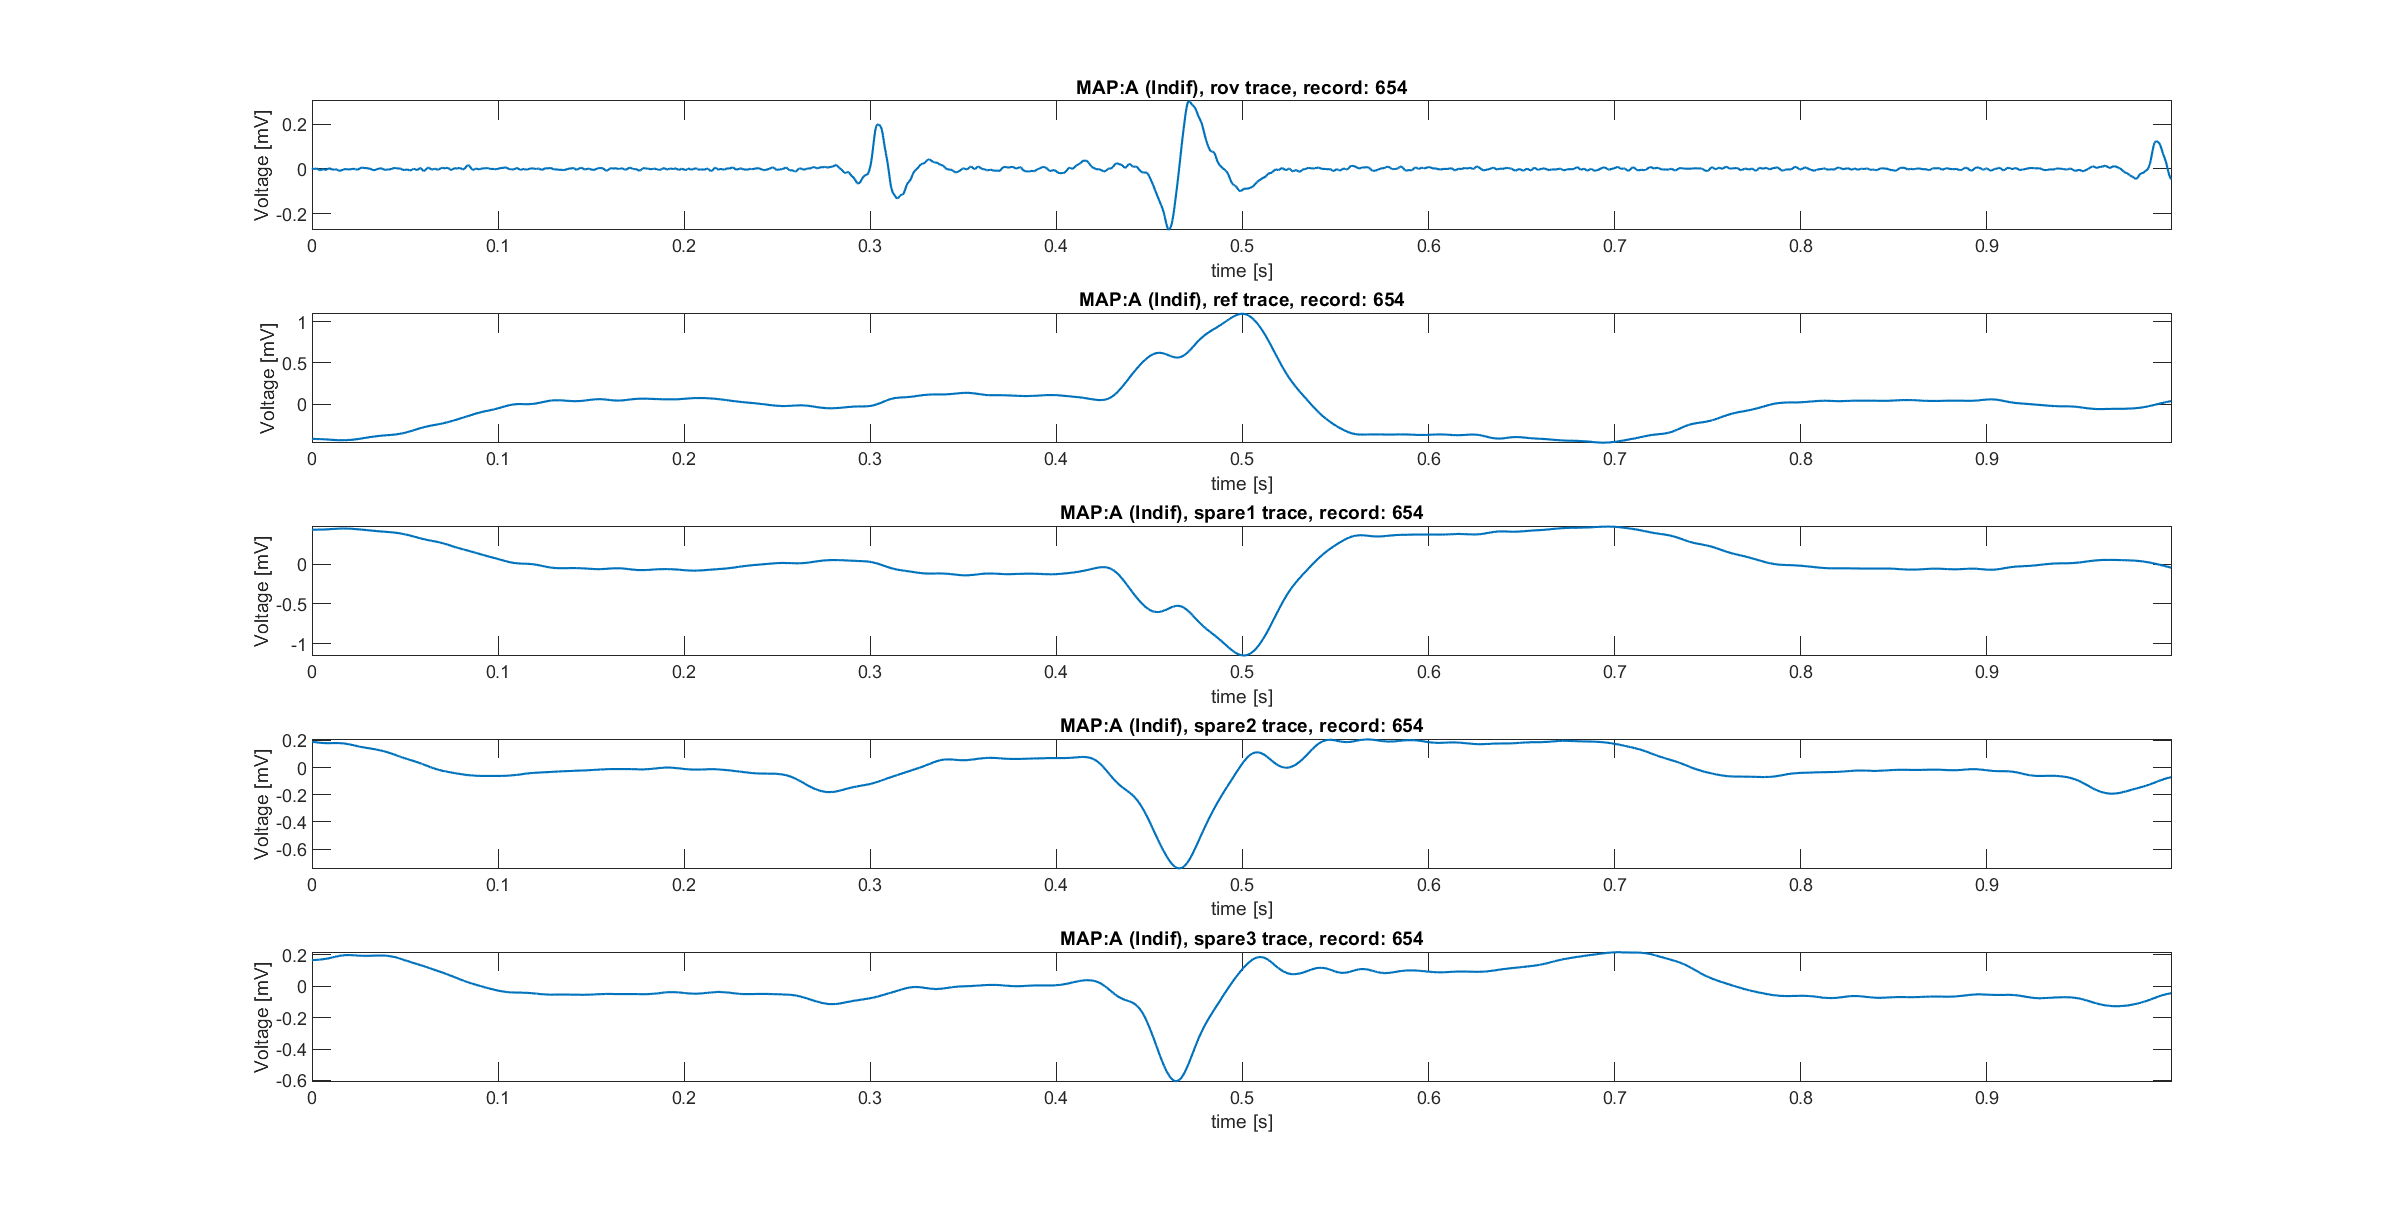 MAP:A (Indif), rov trace, record: 654
Voltage [mV]
0.2
0
-0.2
0 0.1 0.2 0.3 0.4 0.5 0.6 0.7 0.8 0.9
time [s]
MAP:A (Indif), ref trace, record: 654
Voltage [mV]
1
0.5
0
0 0.1 0.2 0.3 0.4 0.5 0.6 0.7 0.8 0.9
time [s]
MAP:A (Indif), spare1 trace, record: 654
Voltage [mV]
0
-0.5
-1
0 0.1 0.2 0.3 0.4 0.5 0.6 0.7 0.8 0.9
time [s]
MAP:A (Indif), spare2 trace, record: 654
Voltage [mV]
0.2
0
-0.2
-0.4
-0.6
0 0.1 0.2 0.3 0.4 0.5 0.6 0.7 0.8 0.9
time [s]
MAP:A (Indif), spare3 trace, record: 654
Voltage [mV]
0.2
0
-0.2
-0.4
-0.6
0 0.1 0.2 0.3 0.4 0.5 0.6 0.7 0.8 0.9
time [s]